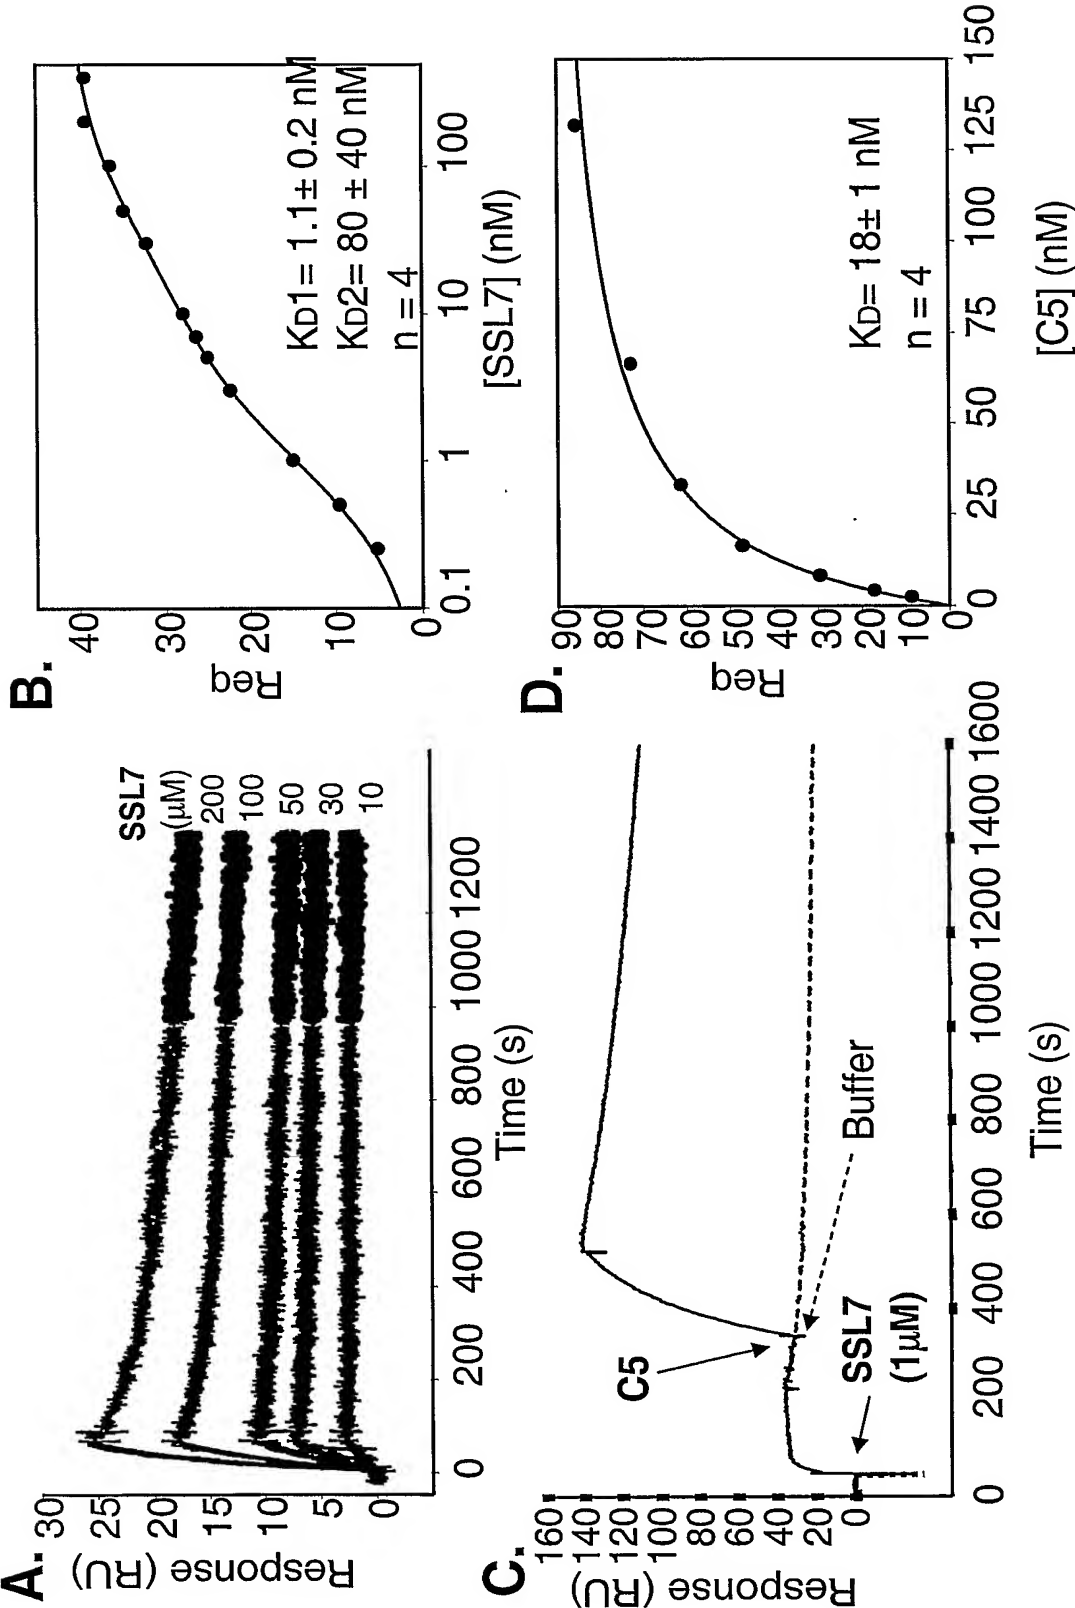 A.
Response (RU)
30
25
20
15
10
5
0
0 200 400 600 800 1000 1200
Time (s)
SSL7
(μM)
200
100
50
30
10
B.
Req
40
30
20
10
0
0.1 1 10 100
[SSL7] (nM)
KD1= 1.1± 0.2 nM
KD2= 80 ± 40 nM
n = 4
C.
Response (RU)
160
140
120
100
80
60
40
20
0
0 200 400 600 800 1000 1200 1400 1600
Time (s)
C5
Buffer
SSL7
(1μM)
D.
Req
90
80
70
60
50
40
30
20
10
0
0 25 50 75 100 125 150
[C5] (nM)
KD= 18± 1 nM
n = 4